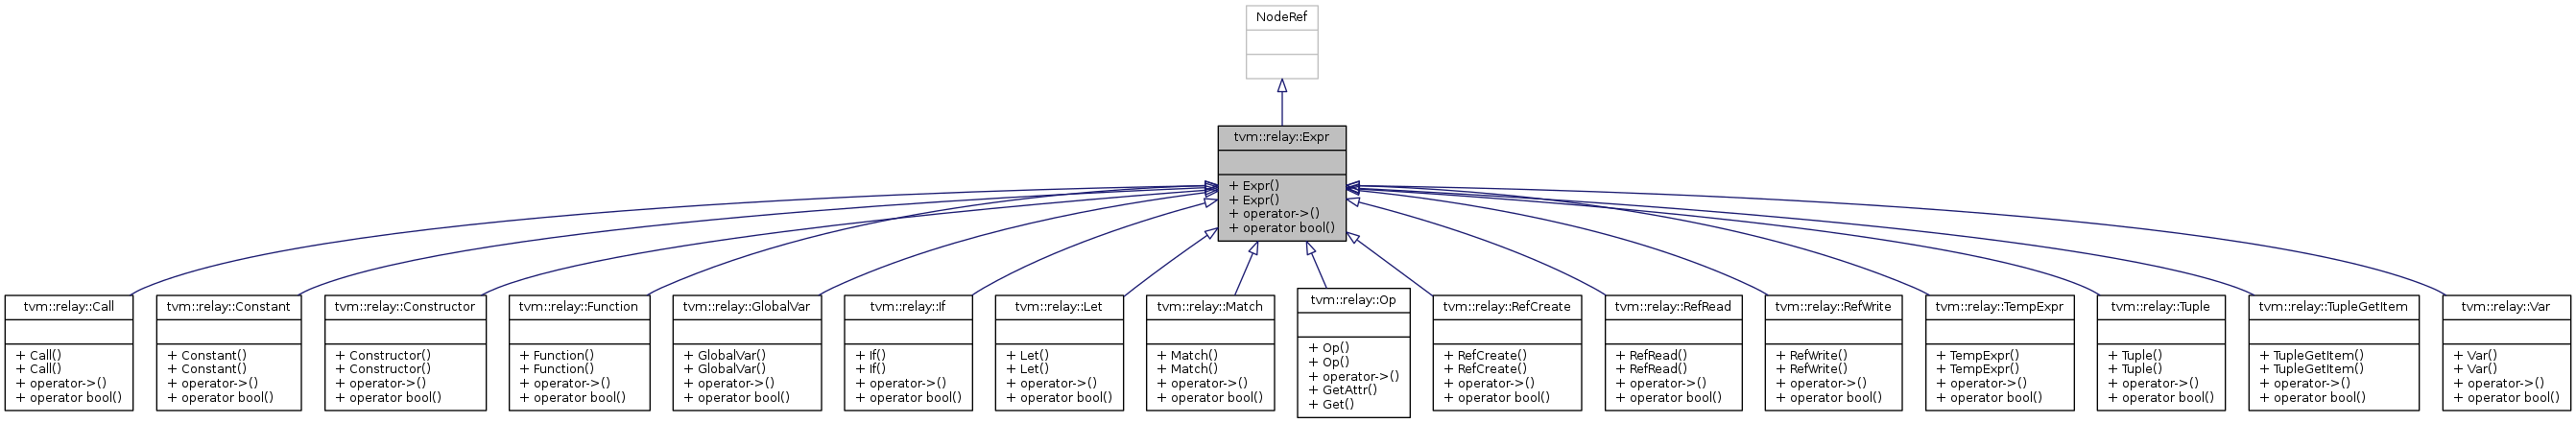 NodeRef
tvm::relay::Expr
+ Expr()
+ Expr()
+ operator->()
+ operator bool()
tvm::relay::Call
+ Call()
+ Call()
+ operator->()
+ operator bool()
tvm::relay::Constant
+ Constant()
+ Constant()
+ operator->()
+ operator bool()
tvm::relay::Constructor
+ Constructor()
+ Constructor()
+ operator->()
+ operator bool()
tvm::relay::Function
+ Function()
+ Function()
+ operator->()
+ operator bool()
tvm::relay::GlobalVar
+ GlobalVar()
+ GlobalVar()
+ operator->()
+ operator bool()
tvm::relay::If
+ If()
+ If()
+ operator->()
+ operator bool()
tvm::relay::Let
+ Let()
+ Let()
+ operator->()
+ operator bool()
tvm::relay::Match
+ Match()
+ Match()
+ operator->()
+ operator bool()
tvm::relay::Op
+ Op()
+ Op()
+ operator->()
+ GetAttr()
+ Get()
tvm::relay::RefCreate
+ RefCreate()
+ RefCreate()
+ operator->()
+ operator bool()
tvm::relay::RefRead
+ RefRead()
+ RefRead()
+ operator->()
+ operator bool()
tvm::relay::RefWrite
+ RefWrite()
+ RefWrite()
+ operator->()
+ operator bool()
tvm::relay::TempExpr
+ TempExpr()
+ TempExpr()
+ operator->()
+ operator bool()
tvm::relay::Tuple
+ Tuple()
+ Tuple()
+ operator->()
+ operator bool()
tvm::relay::TupleGetItem
+ TupleGetItem()
+ TupleGetItem()
+ operator->()
+ operator bool()
tvm::relay::Var
+ Var()
+ Var()
+ operator->()
+ operator bool()